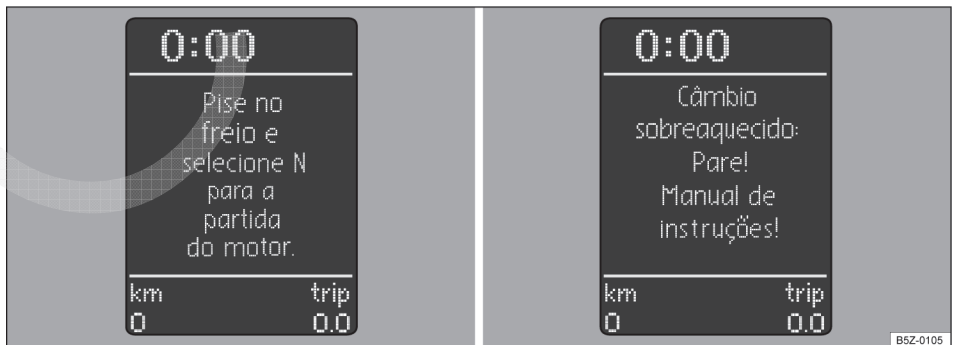 0:00
Pise no
freio e
selecione N
para a
partida
do motor.
km trip
0 0.0
0:00
Câmbio
sobreaquecido:
Pare!
Manual de
instruções!
km trip
0 0.0
B5Z-0105